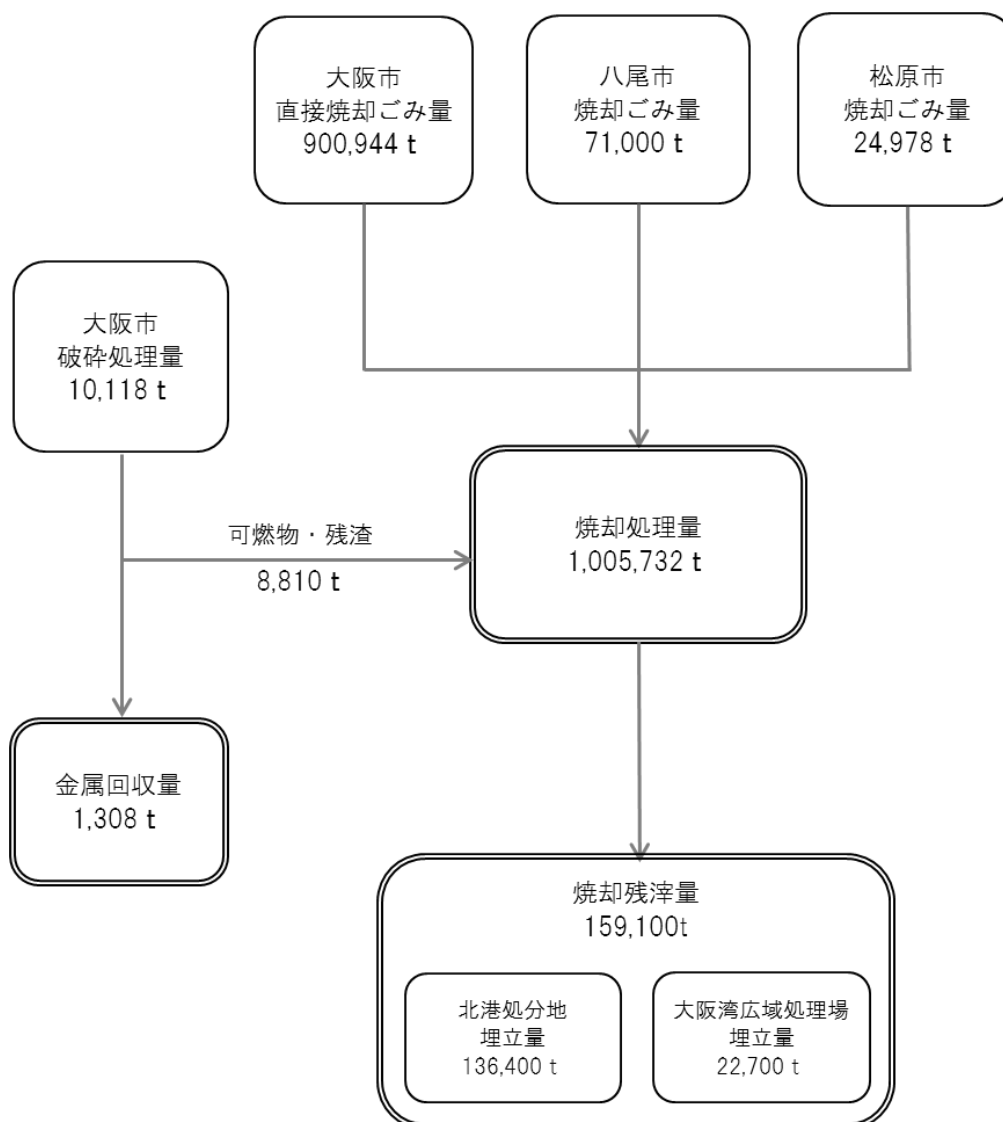 大阪市
直接焼却ごみ量
900,944 t
八尾市
焼却ごみ量
71,000 t
松原市
焼却ごみ量
24,978 t
大阪市
破砕処理量
10,118 t
可燃物・残渣
8,810 t
焼却処理量
1,005,732 t
金属回収量
1,308 t
焼却残滓量
159,100t
北港処分地
埋立量
136,400 t
大阪湾広域処理場
埋立量
22,700 t